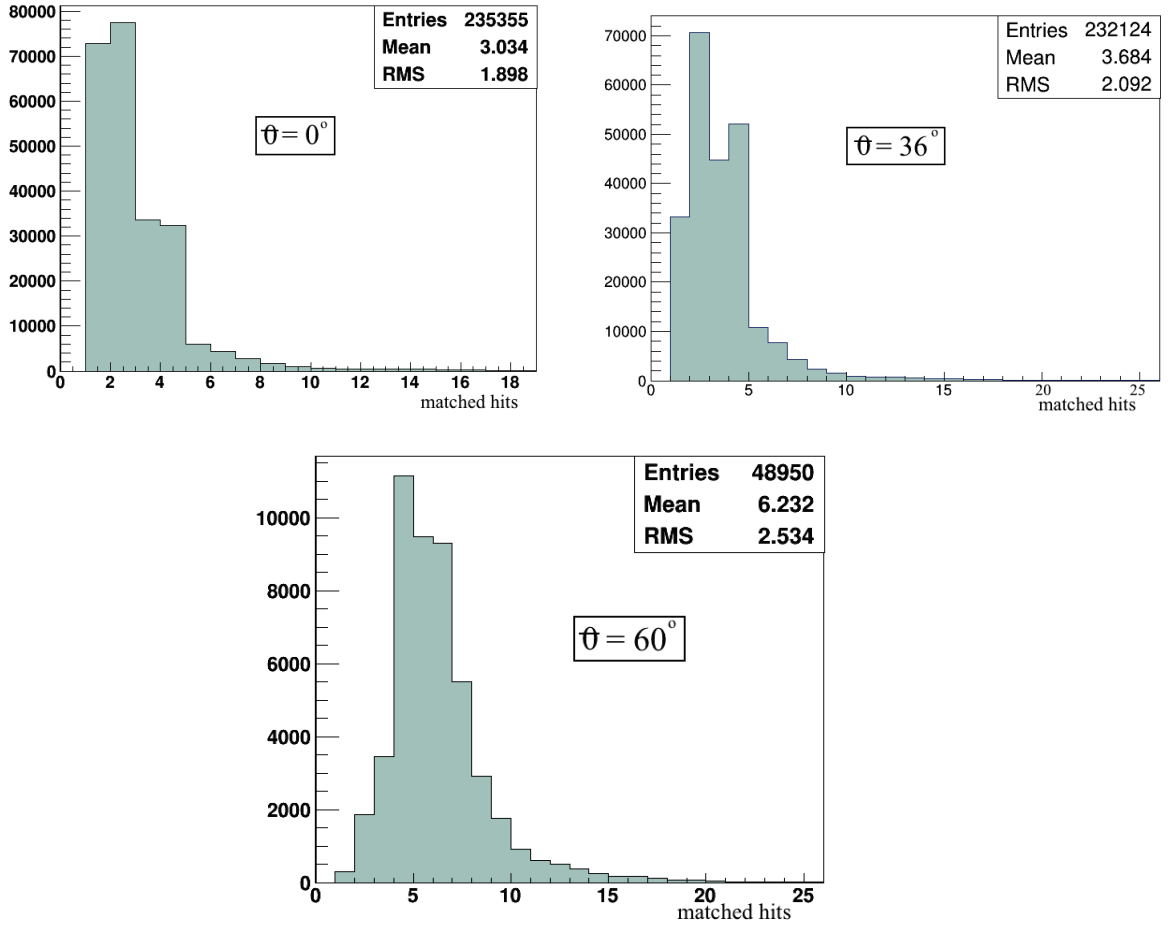 Entries 235355
Mean 3.034
RMS 1.898
θ = 0°
80000
70000
60000
50000
40000
30000
20000
10000
0
0 2 4 6 8 10 12 14 16 18
matched hits
Entries 232124
Mean 3.684
RMS 2.092
θ = 36°
70000
60000
50000
40000
30000
20000
10000
0
0 5 10 15 20 25
matched hits
Entries 48950
Mean 6.232
RMS 2.534
θ = 60°
10000
8000
6000
4000
2000
0
0 5 10 15 20 25
matched hits